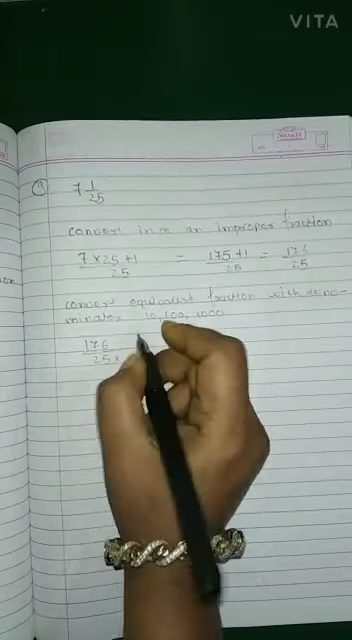 VITA
9 7 1/25
convert into an improper fraction
7 × 25 + 1 / 25 = 175 + 1 / 25 = 176 / 25
convert equivalent fraction with deno-
minator 10, 100, 1000
176 / 25 ×